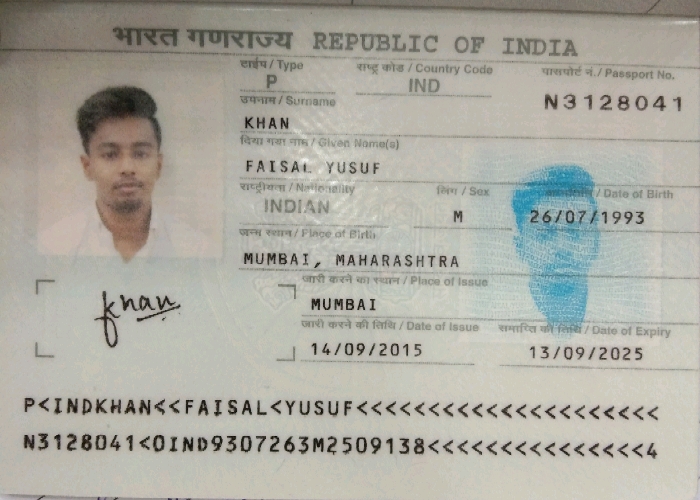 भारत गणराज्य REPUBLIC OF INDIA
टाईप / Type राष्ट्र कोड / Country Code पासपोर्ट नं. / Passport No.
P IND N3128041
उपनाम / Surname
KHAN
दिया गया नाम / Given Name(s)
FAISAL YUSUF
राष्ट्रीयता / Nationality लिंग / Sex / Date of Birth
INDIAN M 26/07/1993
जन्म स्थान / Place of Birth
MUMBAI, MAHARASHTRA
जारी करने का स्थान / Place of Issue
MUMBAI
जारी करने की तिथि / Date of Issue समाप्ति की तिथि / Date of Expiry
14/09/2015 13/09/2025
khan
P<INDKHAN<<FAISAL<YUSUF<<<<<<<<<<<<<<<<<<<<<
N3128041<0IND9307263M2509138<<<<<<<<<<<<<<<4